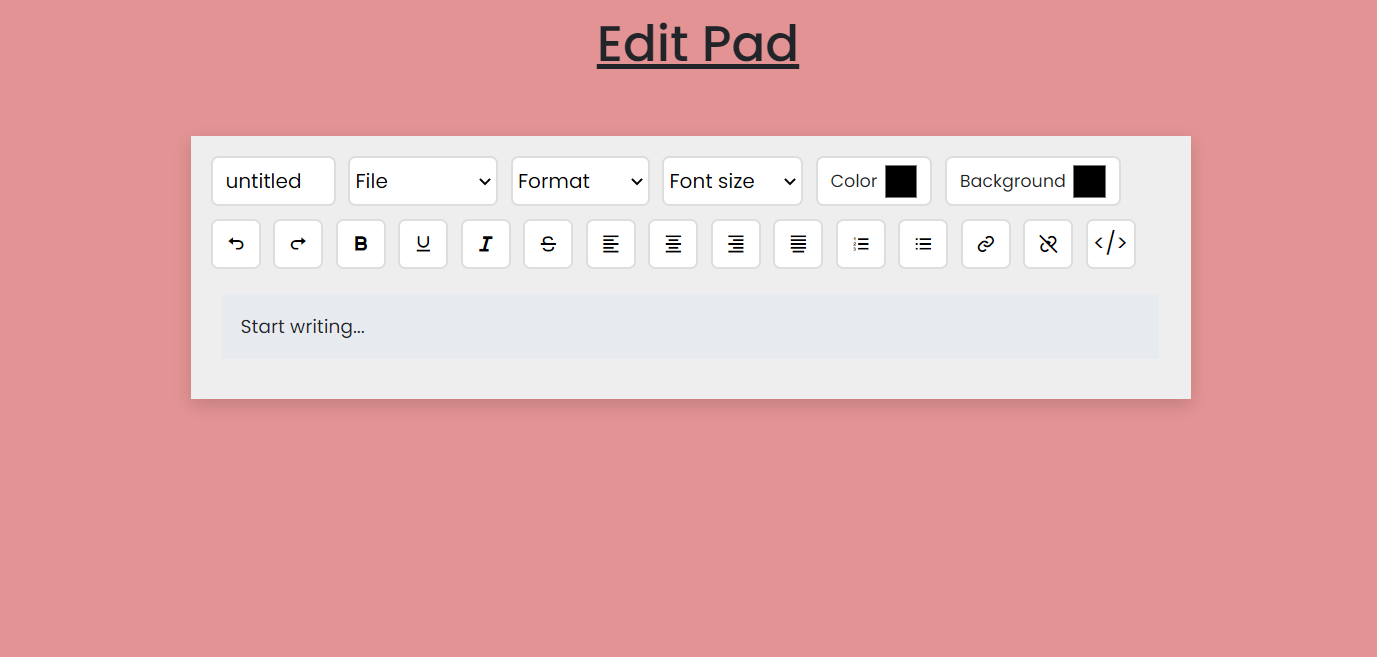 Edit Pad
untitled File Format Font size Color Background
B U I S </>
Start writing...